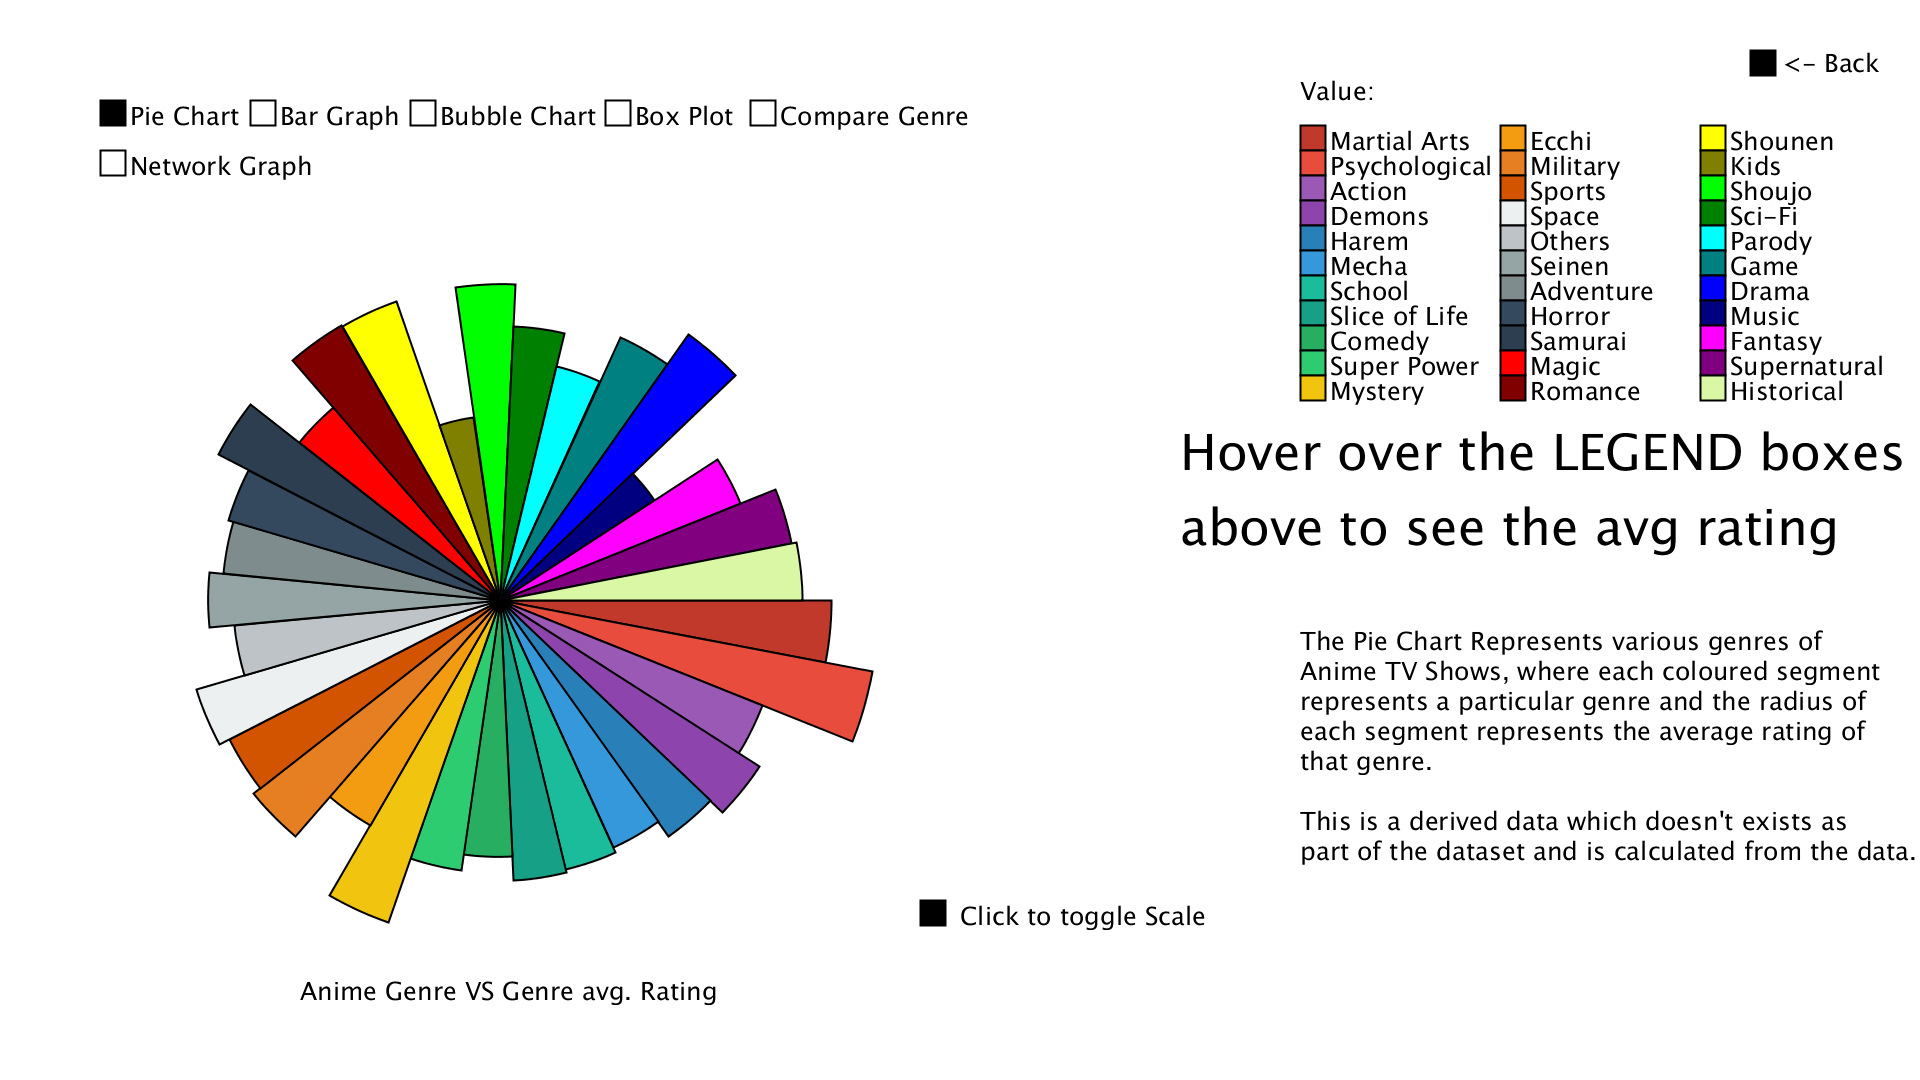 <- Back
Value:
Pie Chart Bar Graph Bubble Chart Box Plot Compare Genre
Network Graph
Martial Arts Ecchi Shounen
Psychological Military Kids
Action Sports Shoujo
Demons Space Sci-Fi
Harem Others Parody
Mecha Seinen Game
School Adventure Drama
Slice of Life Horror Music
Comedy Samurai Fantasy
Super Power Magic Supernatural
Mystery Romance Historical
Hover over the LEGEND boxes
above to see the avg rating
The Pie Chart Represents various genres of
Anime TV Shows, where each coloured segment
represents a particular genre and the radius of
each segment represents the average rating of
that genre.
This is a derived data which doesn't exists as
part of the dataset and is calculated from the data.
Click to toggle Scale
Anime Genre VS Genre avg. Rating